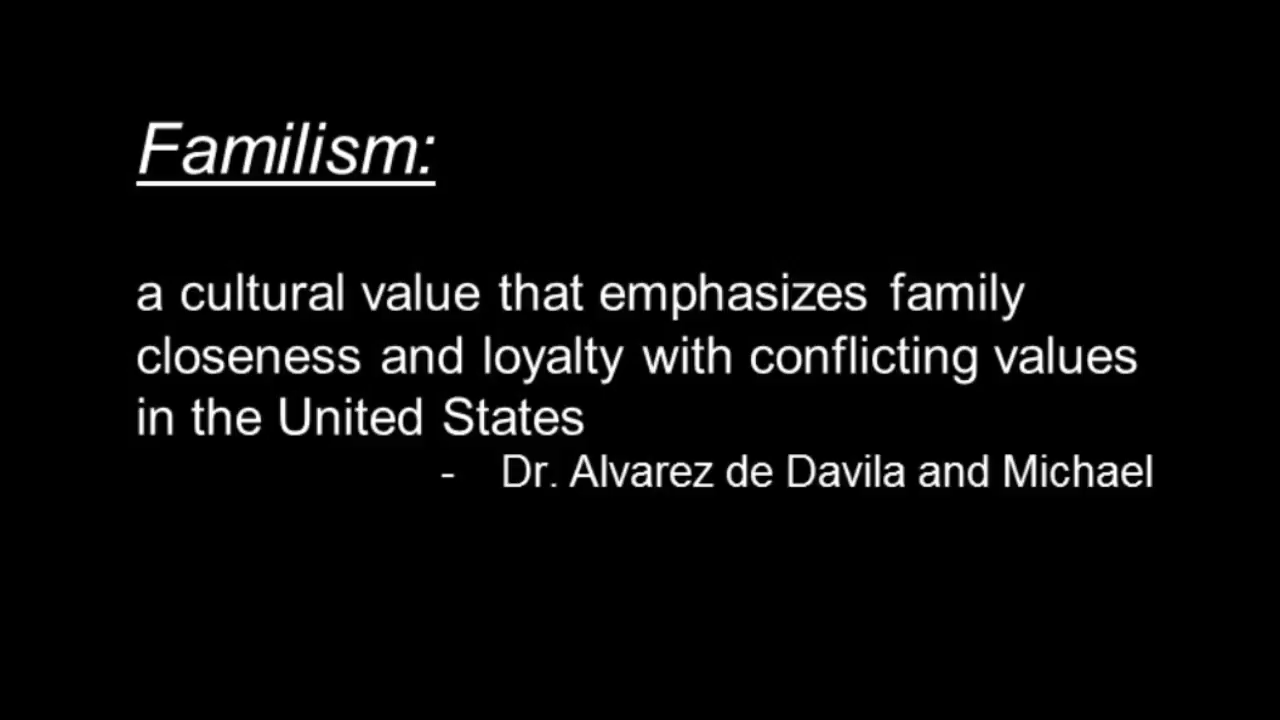 Familism:
a cultural value that emphasizes family
closeness and loyalty with conflicting values
in the United States
- Dr. Alvarez de Davila and Michael